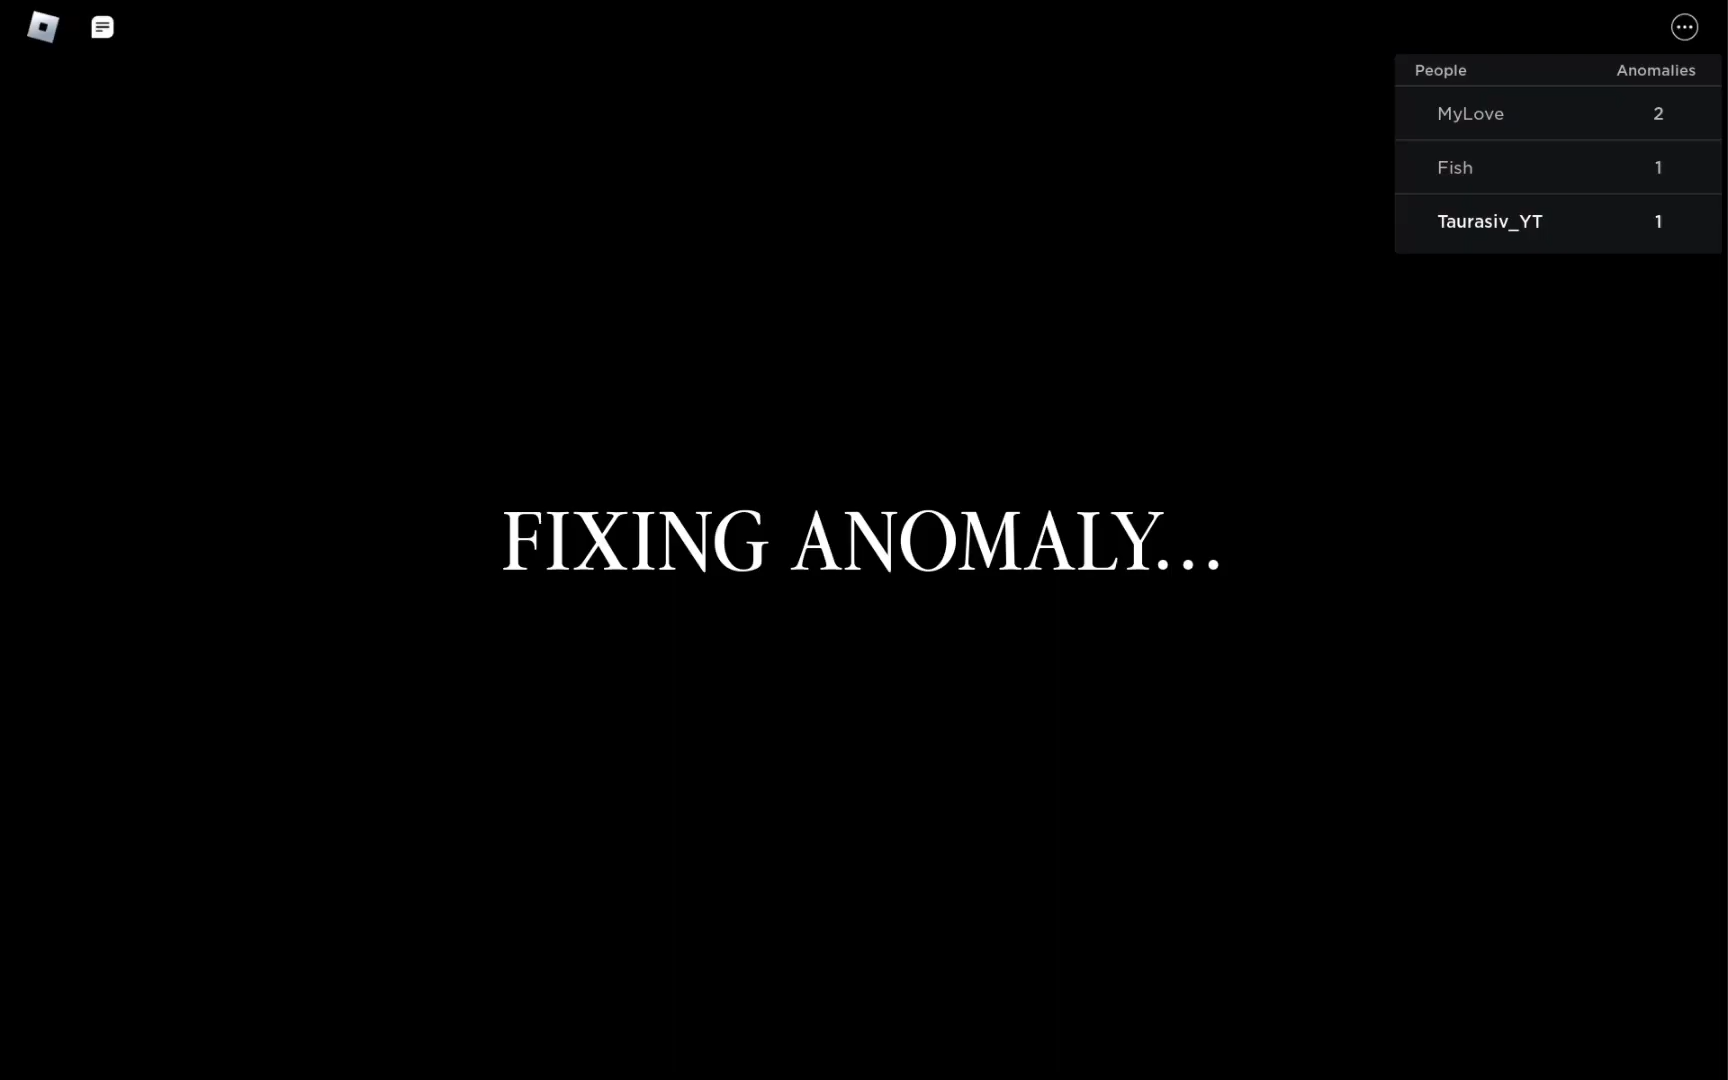 People Anomalies
MyLove 2
Fish 1
Taurasiv_YT 1
FIXING ANOMALY...